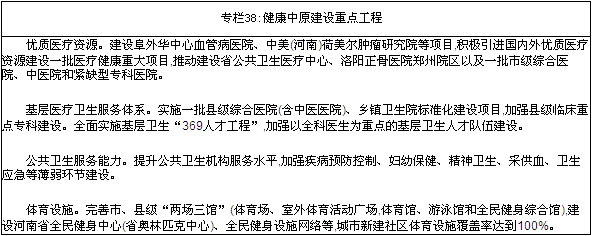 专栏38:健康中原建设重点工程
优质医疗资源。建设阜外华中心血管病医院、中美(河南)荷美尔肿瘤研究院等项目,积极引进国内外优质医疗
资源建设一批医疗健康重大项目,推动建设省公共卫生医疗中心、洛阳正骨医院郑州院区以及一批市级综合医
院、中医院和紧缺型专科医院。
基层医疗卫生服务体系。实施一批县级综合医院(含中医医院)、乡镇卫生院标准化建设项目,加强县级临床重
点专科建设。全面实施基层卫生“369人才工程”,加强以全科医生为重点的基层卫生人才队伍建设。
公共卫生服务能力。提升公共卫生机构服务水平,加强疾病预防控制、妇幼保健、精神卫生、采供血、卫生
应急等薄弱环节建设。
体育设施。完善市、县级“两场三馆”(体育场、室外体育活动广场,体育馆、游泳馆和全民健身综合馆),建
设河南省全民健身中心(省奥林匹克中心)、全民健身设施网络等,城市新建社区体育设施覆盖率达到100%。